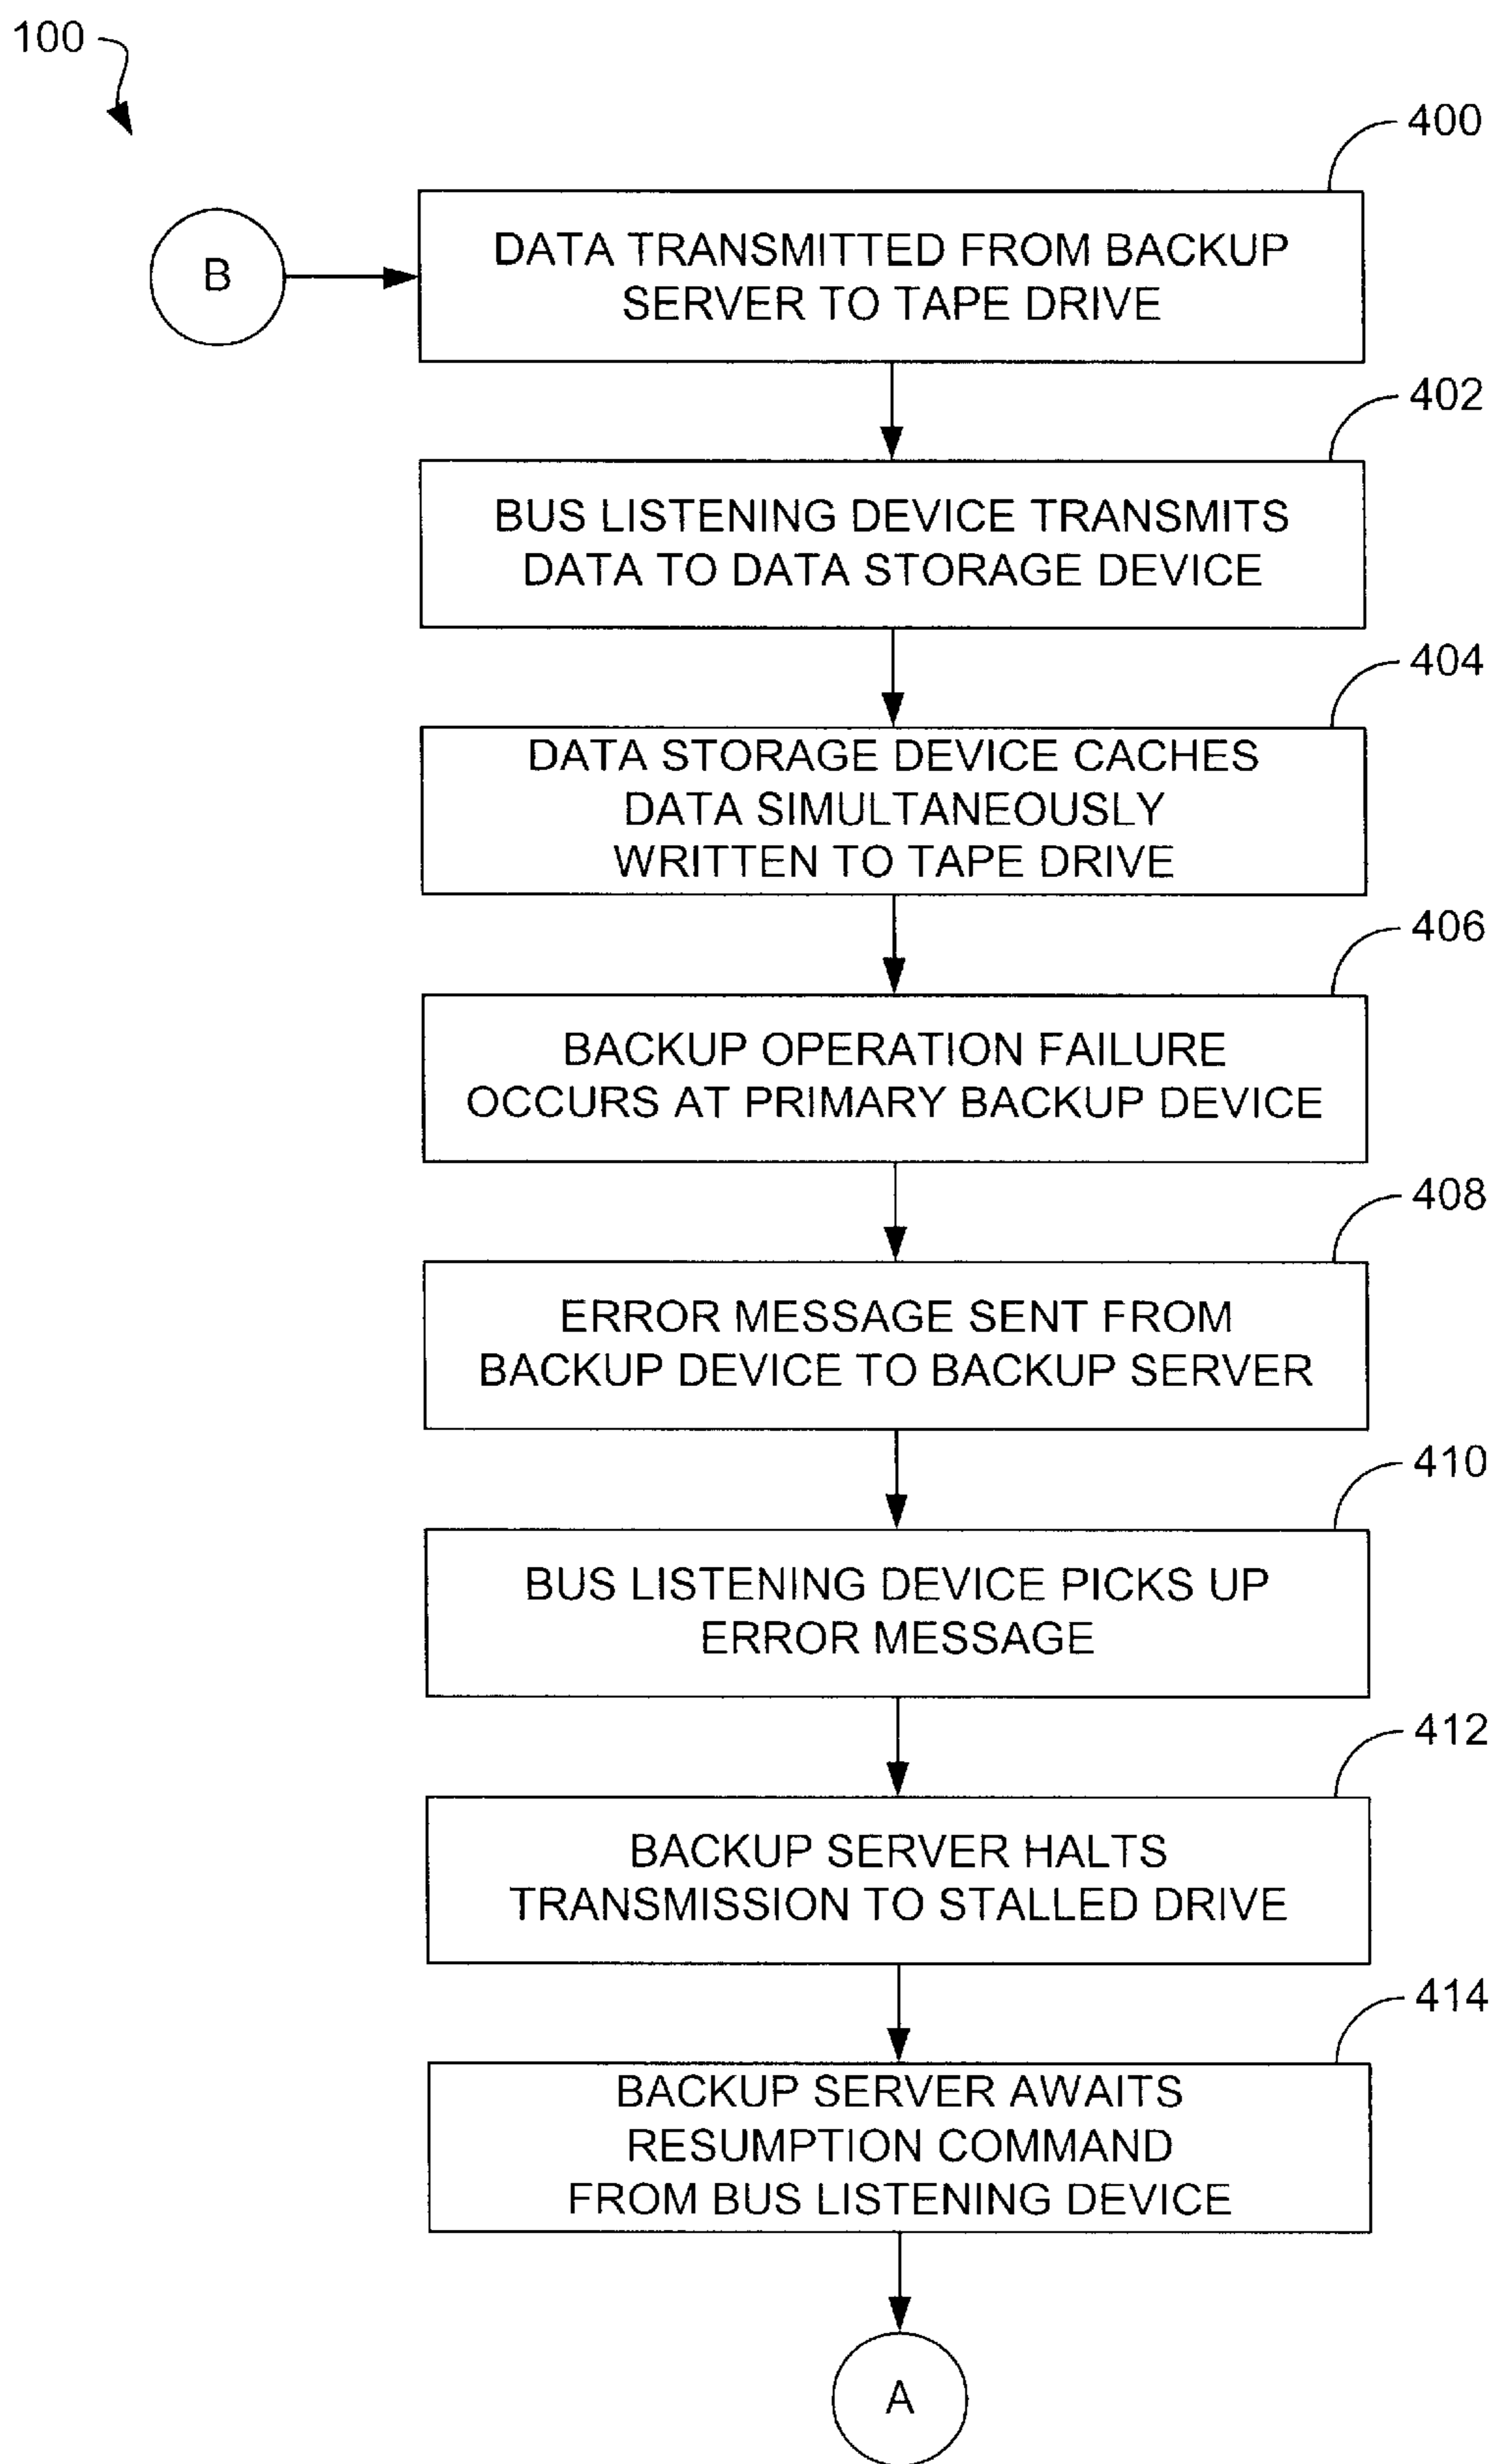 100
400
B
DATA TRANSMITTED FROM BACKUP
SERVER TO TAPE DRIVE
402
BUS LISTENING DEVICE TRANSMITS
DATA TO DATA STORAGE DEVICE
404
DATA STORAGE DEVICE CACHES
DATA SIMULTANEOUSLY
WRITTEN TO TAPE DRIVE
406
BACKUP OPERATION FAILURE
OCCURS AT PRIMARY BACKUP DEVICE
408
ERROR MESSAGE SENT FROM
BACKUP DEVICE TO BACKUP SERVER
410
BUS LISTENING DEVICE PICKS UP
ERROR MESSAGE
412
BACKUP SERVER HALTS
TRANSMISSION TO STALLED DRIVE
414
BACKUP SERVER AWAITS
RESUMPTION COMMAND
FROM BUS LISTENING DEVICE
A